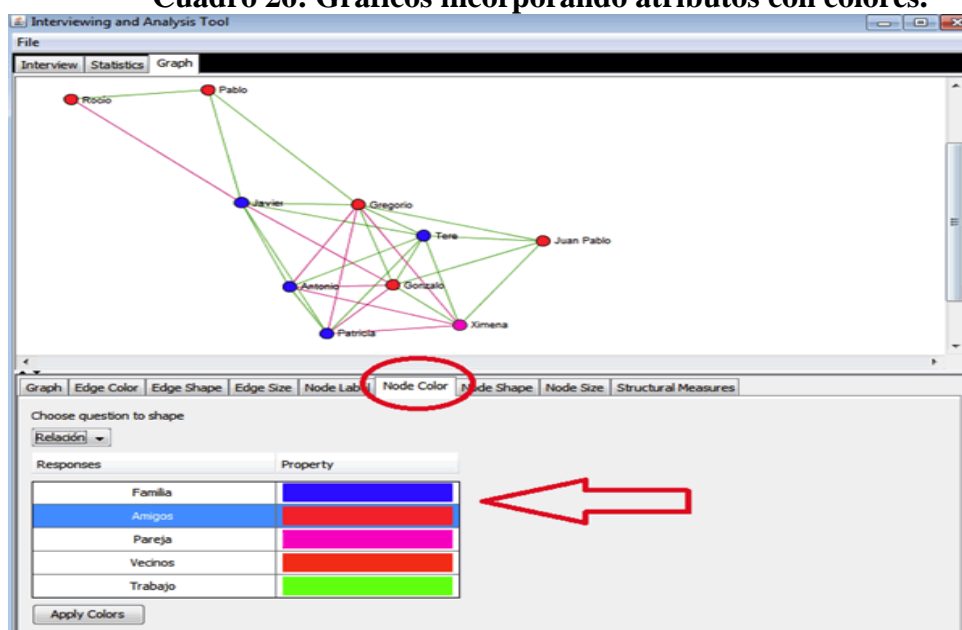 Cuadro 20: Gráficos incorporando atributos con colores.
Interviewing and Analysis Tool
File
Interview Statistics Graph
Pablo
Rocio
Javier
Gregorio
Tere
Juan Pablo
Antonio
Gonzalo
Ximena
Patricia
Graph Edge Color Edge Shape Edge Size Node Label Node Color Node Shape Node Size Structural Measures
Choose question to shape
Relación
Responses Property
Familia
Amigos
Pareja
Vecinos
Trabajo
Apply Colors